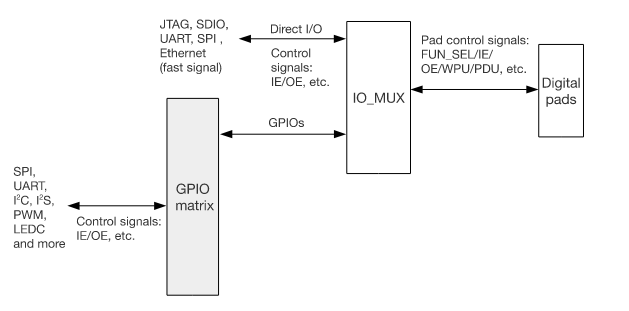 JTAG, SDIO,
UART, SPI ,
Ethernet
(fast signal)
Direct I/O
Control
signals:
IE/OE, etc.
IO_MUX
Pad control signals:
FUN_SEL/IE/
OE/WPU/PDU, etc.
Digital
pads
GPIOs
GPIO
matrix
SPI,
UART,
I²C, I²S,
PWM,
LEDC
and more
Control signals:
IE/OE, etc.